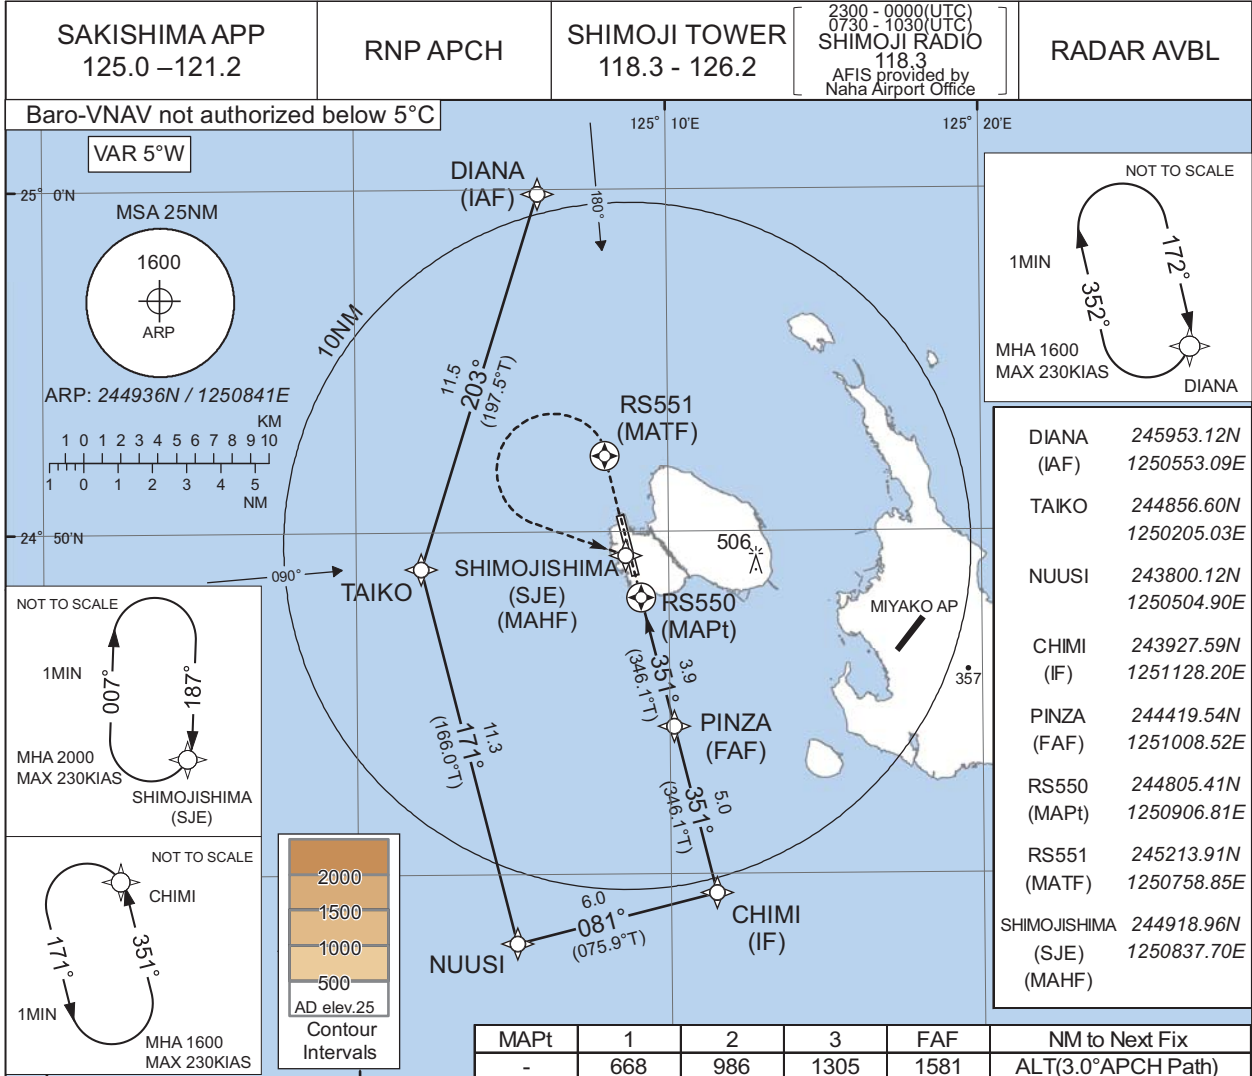 SAKISHIMA APP
125.0 –121.2
RNP APCH
SHIMOJI TOWER
118.3 - 126.2
2300 - 0000(UTC)
0730 - 1030(UTC)
SHIMOJI RADIO
118.3
AFIS provided by
Naha Airport Office
RADAR AVBL
Baro-VNAV not authorized below 5°C
VAR 5°W
125° 10'E
125° 20'E
25° 0'N
24° 50'N
MSA 25NM
1600
ARP
ARP: 244936N / 1250841E
KM
1 0 1 2 3 4 5 6 7 8 9 10
1 0 1 2 3 4 5
NM
DIANA
(IAF)
180°
10NM
11.5
203°
(197.5°T)
RS551
(MATF)
506
SHIMOJISHIMA
(SJE)
(MAHF)
RS550
(MAPt)
MIYAKO AP
357
090°
TAIKO
3.9
351°
(346.1°T)
PINZA
(FAF)
11.3
171°
(166.0°T)
5.0
351°
(346.1°T)
6.0
081°
(075.9°T)
CHIMI
(IF)
NUUSI
NOT TO SCALE
1MIN
172°
352°
MHA 1600
MAX 230KIAS
DIANA
NOT TO SCALE
1MIN
007°
187°
MHA 2000
MAX 230KIAS
SHIMOJISHIMA
(SJE)
NOT TO SCALE
CHIMI
171°
351°
1MIN
MHA 1600
MAX 230KIAS
2000
1500
1000
500
AD elev.25
Contour
Intervals
DIANA 245953.12N
(IAF) 1250553.09E
TAIKO 244856.60N
1250205.03E
NUUSI 243800.12N
1250504.90E
CHIMI 243927.59N
(IF) 1251128.20E
PINZA 244419.54N
(FAF) 1251008.52E
RS550 244805.41N
(MAPt) 1250906.81E
RS551 245213.91N
(MATF) 1250758.85E
SHIMOJISHIMA 244918.96N
(SJE) 1250837.70E
(MAHF)
MAPt 1 2 3 FAF NM to Next Fix
- 668 986 1305 1581 ALT(3.0°APCH Path)